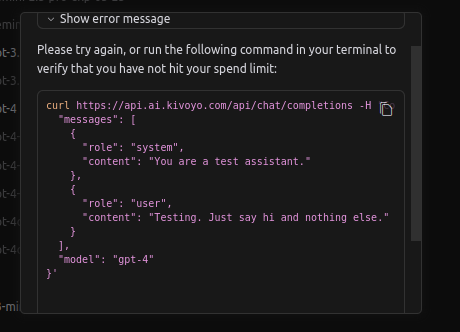 Show error message
Please try again, or run the following command in your terminal to
verify that you have not hit your spend limit:
curl https://api.ai.kivoyo.com/api/chat/completions -H
"messages": [
{
"role": "system",
"content": "You are a test assistant."
},
{
"role": "user",
"content": "Testing. Just say hi and nothing else."
}
],
"model": "gpt-4"
}'